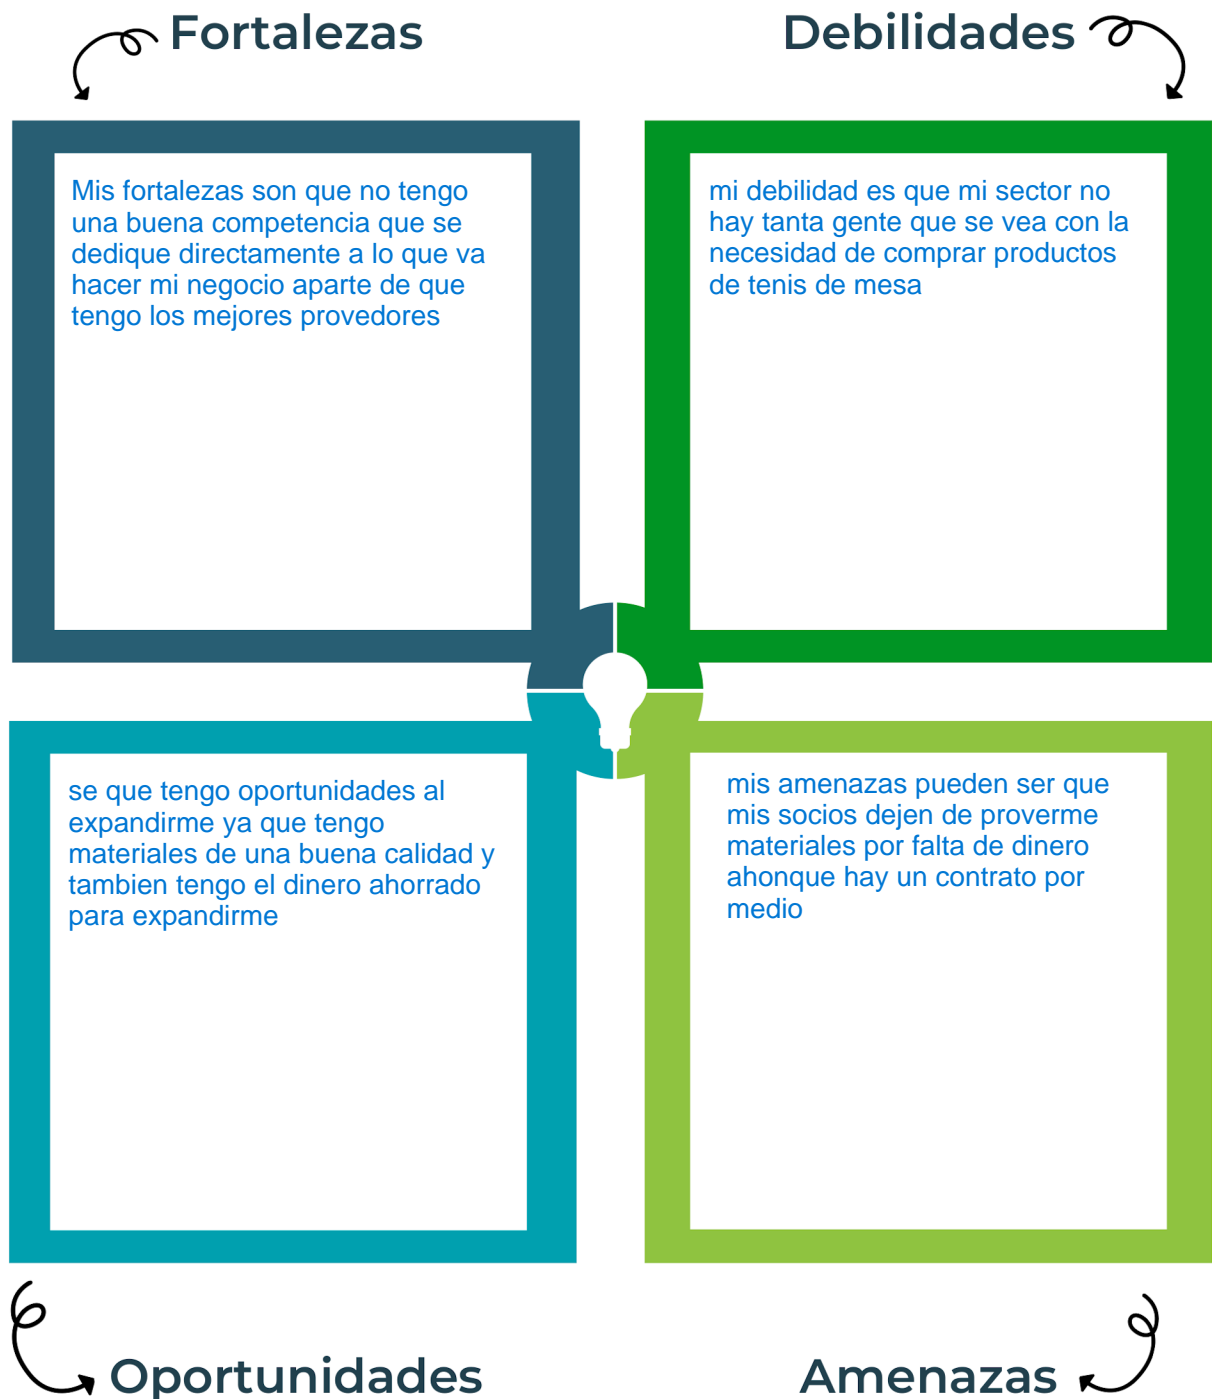 Fortalezas
Mis fortalezas son que no tengo
una buena competencia que se
dedique directamente a lo que va
hacer mi negocio aparte de que
tengo los mejores provedores
Debilidades
mi debilidad es que mi sector no
hay tanta gente que se vea con la
necesidad de comprar productos
de tenis de mesa
se que tengo oportunidades al
expandirme ya que tengo
materiales de una buena calidad y
tambien tengo el dinero ahorrado
para expandirme
Oportunidades
mis amenazas pueden ser que
mis socios dejen de proverme
materiales por falta de dinero
ahonque hay un contrato por
medio
Amenazas